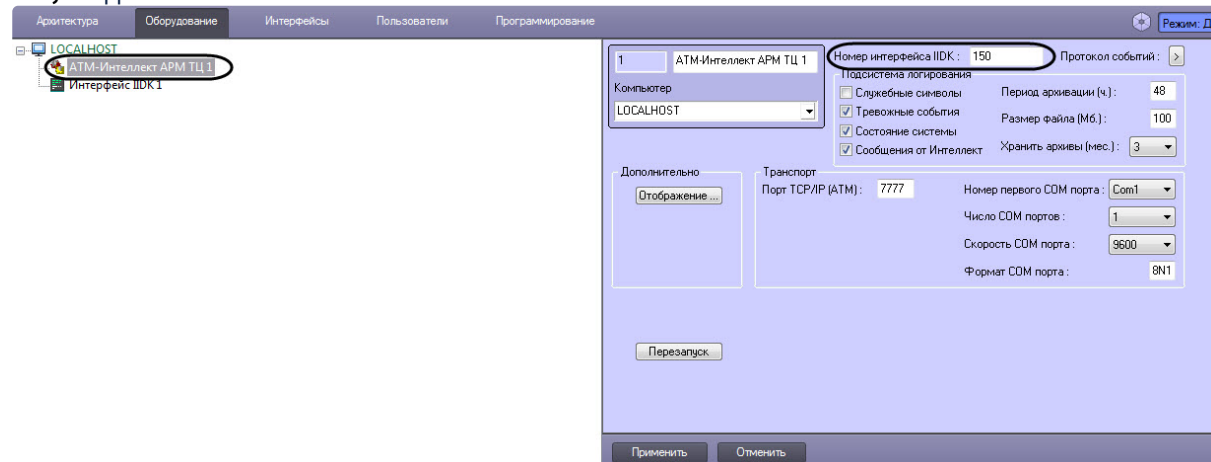 Архитектура Оборудование Интерфейсы Пользователи Программирование Режим: Д
LOCALHOST
АТМ-Интеллект АРМ ТЦ 1
Интерфейс IIDK 1
1 АТМ-Интеллект АРМ ТЦ 1 Номер интерфейса IIDK : 150 Протокол событий : >
Компьютер
LOCALHOST
Подсистема логирования
Служебные символы Период архивации (ч.) : 48
Тревожные события Размер файла (Мб.) : 100
Состояние системы
Сообщения от Интеллект Хранить архивы (мес.) : 3
Дополнительно
Отображение ...
Транспорт
Порт TCP/IP (ATM) : 7777 Номер первого COM порта : Com1
Число COM портов : 1
Скорость COM порта : 9600
Формат COM порта : 8N1
Перезапуск
Применить Отменить